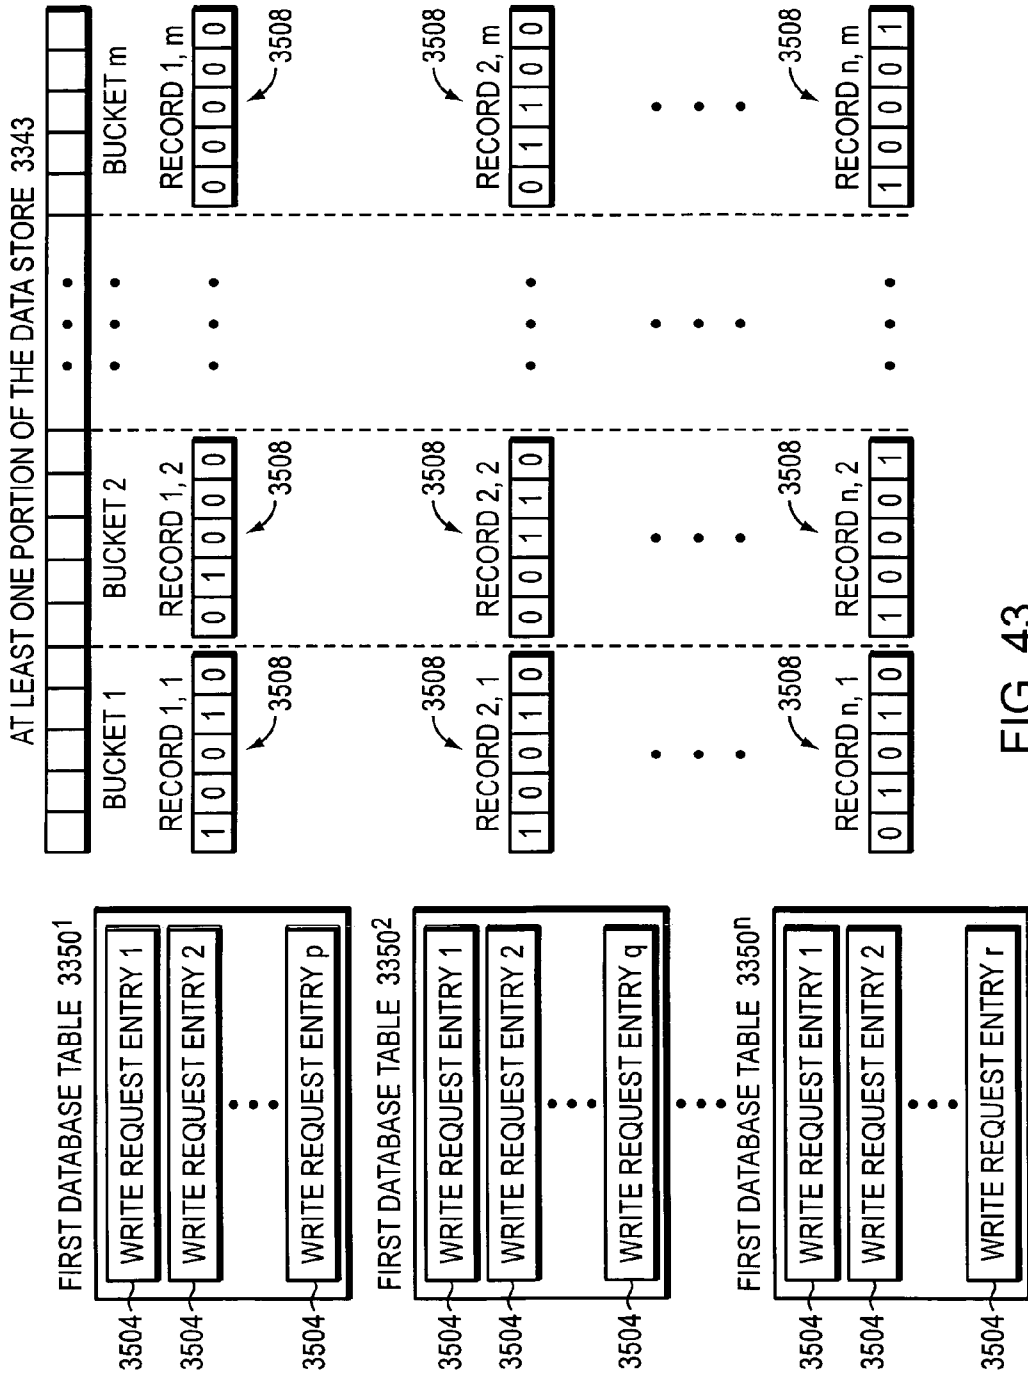 AT LEAST ONE PORTION OF THE DATA STORE 3343
FIRST DATABASE TABLE 3350¹
3504 WRITE REQUEST ENTRY 1
3504 WRITE REQUEST ENTRY 2
3504 WRITE REQUEST ENTRY p
BUCKET 1 BUCKET 2 BUCKET m
RECORD 1, 1 RECORD 1, 2 RECORD 1, m
1 0 0 1 0 0 1 0 0 0 0 0 0 0 0
3508 3508 3508
FIRST DATABASE TABLE 3350²
3504 WRITE REQUEST ENTRY 1
3504 WRITE REQUEST ENTRY 2
3504 WRITE REQUEST ENTRY q
3508 3508 3508
RECORD 2, 1 RECORD 2, 2 RECORD 2, m
1 0 0 1 0 0 0 1 1 0 0 1 1 0 0
FIRST DATABASE TABLE 3350ⁿ
3504 WRITE REQUEST ENTRY 1
3504 WRITE REQUEST ENTRY 2
3504 WRITE REQUEST ENTRY r
3508 3508 3508
RECORD n, 1 RECORD n, 2 RECORD n, m
0 1 0 1 0 1 0 0 0 1 1 0 0 0 1
FIG. 43